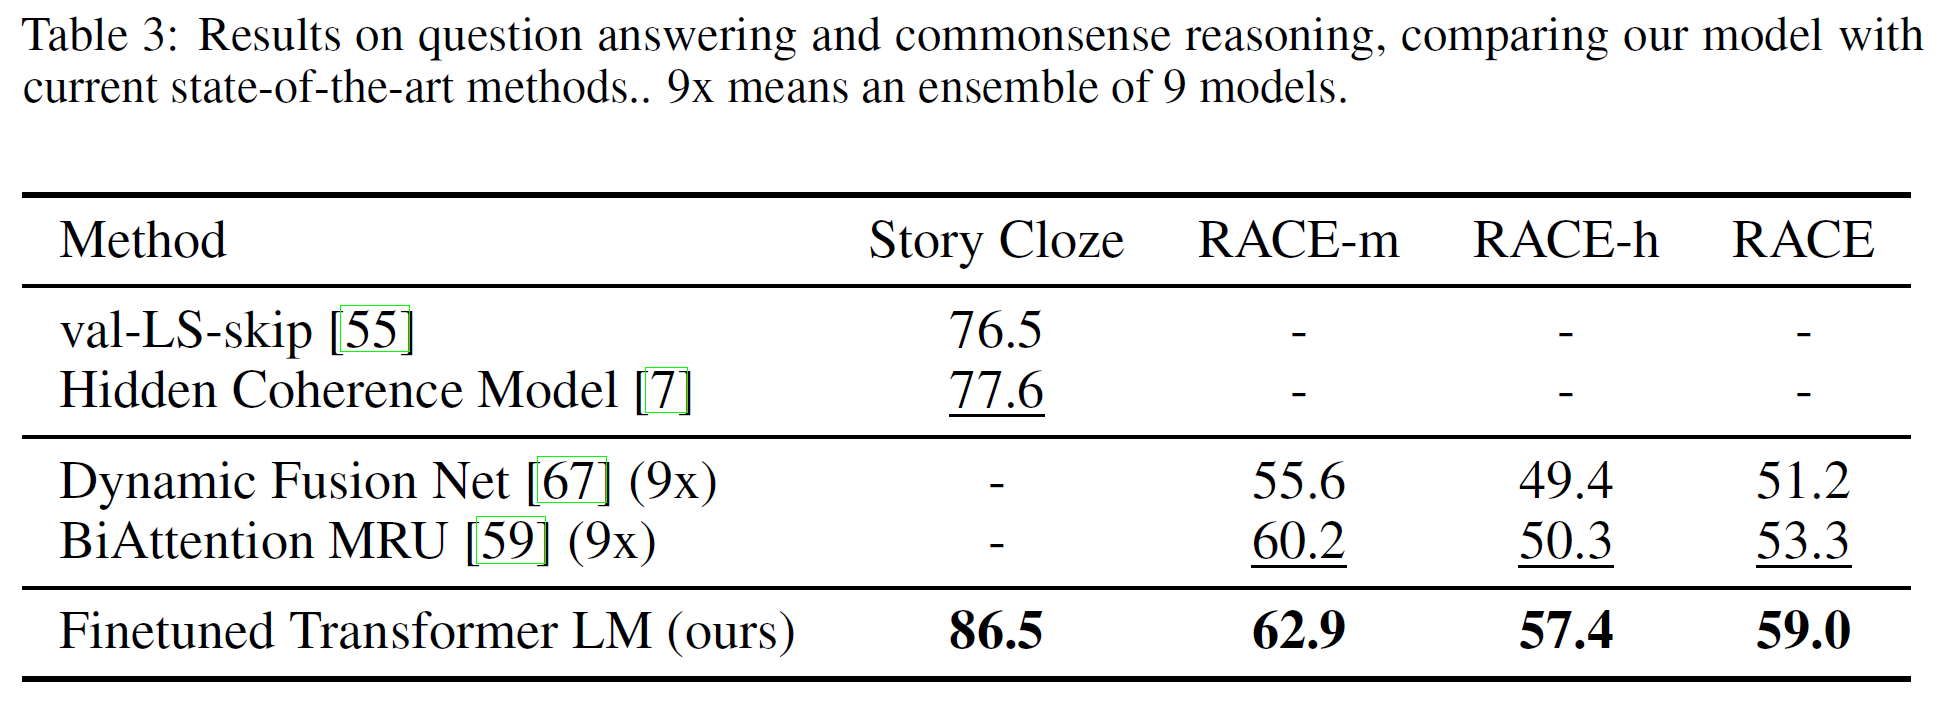 Table 3: Results on question answering and commonsense reasoning, comparing our model with
current state-of-the-art methods.. 9x means an ensemble of 9 models.
Method Story Cloze RACE-m RACE-h RACE
val-LS-skip [55] 76.5 - - -
Hidden Coherence Model [7] 77.6 - - -
Dynamic Fusion Net [67] (9x) - 55.6 49.4 51.2
BiAttention MRU [59] (9x) - 60.2 50.3 53.3
Finetuned Transformer LM (ours) 86.5 62.9 57.4 59.0